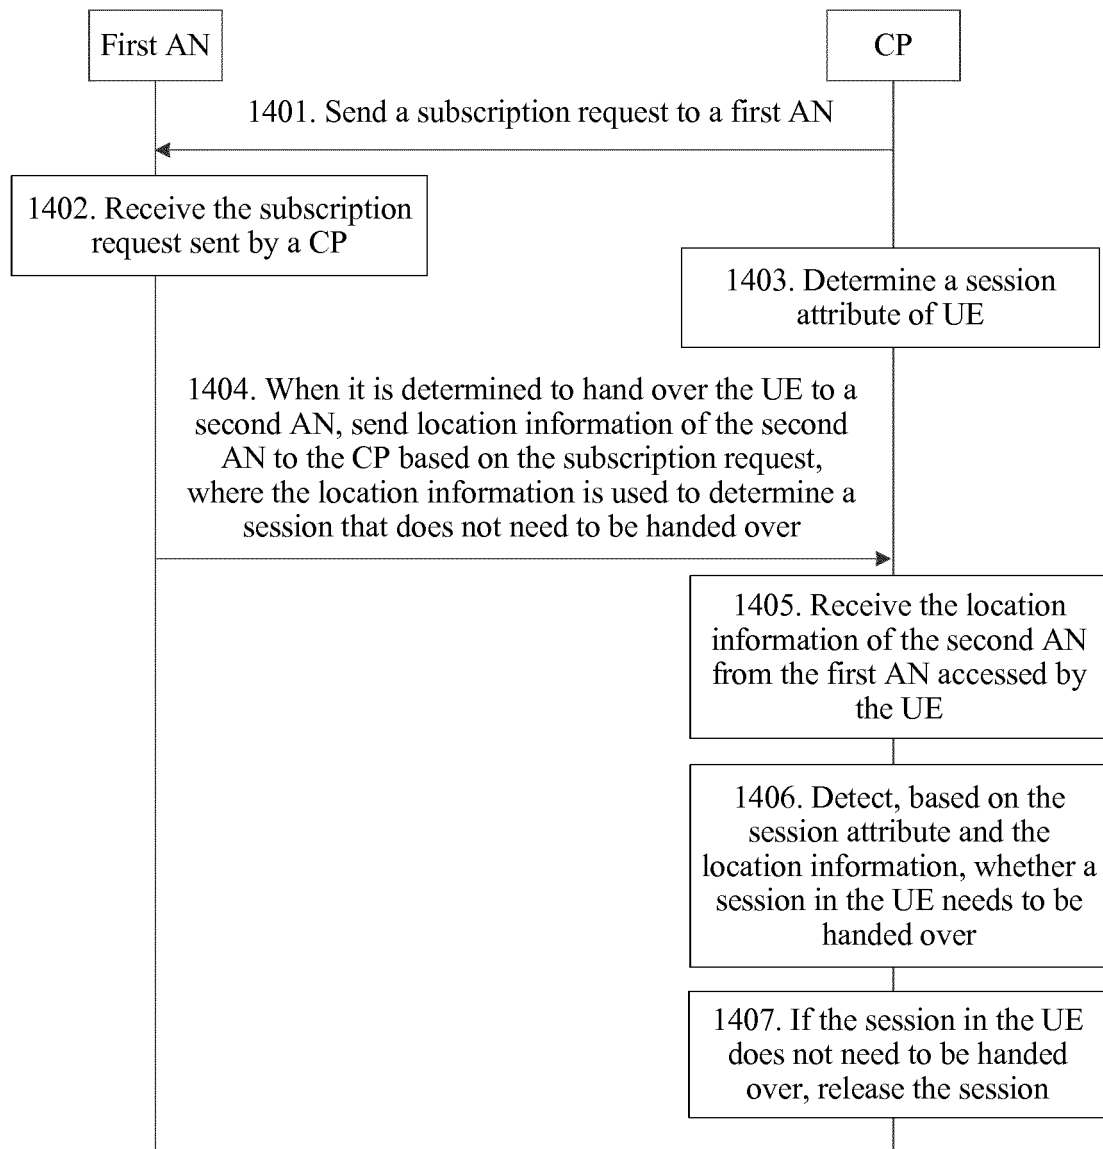 First AN
CP
1401. Send a subscription request to a first AN
1402. Receive the subscription
request sent by a CP
1403. Determine a session
attribute of UE
1404. When it is determined to hand over the UE to a
second AN, send location information of the second
AN to the CP based on the subscription request,
where the location information is used to determine a
session that does not need to be handed over
1405. Receive the location
information of the second AN
from the first AN accessed by
the UE
1406. Detect, based on the
session attribute and the
location information, whether a
session in the UE needs to be
handed over
1407. If the session in the UE
does not need to be handed
over, release the session